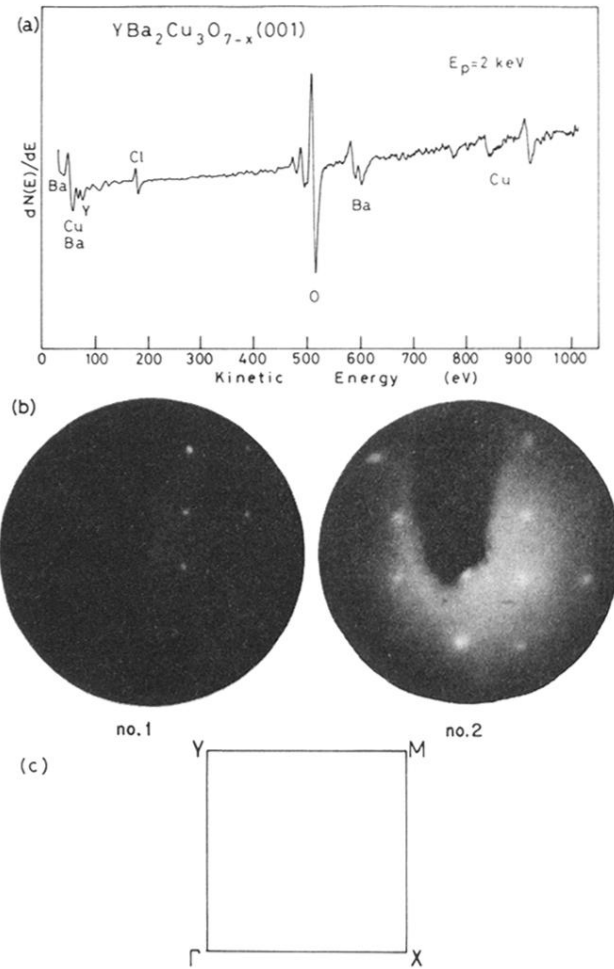 (a)
YBa₂Cu₃O₇₋ₓ(001)
Eₚ=2 keV
dN(E)/dE
Ba
Cu
Ba
Y
Cl
O
Ba
Cu
0 100 200 300 400 500 600 700 800 900 1000
Kinetic Energy (eV)
(b)
no.1 no.2
(c)
Y M
Γ X